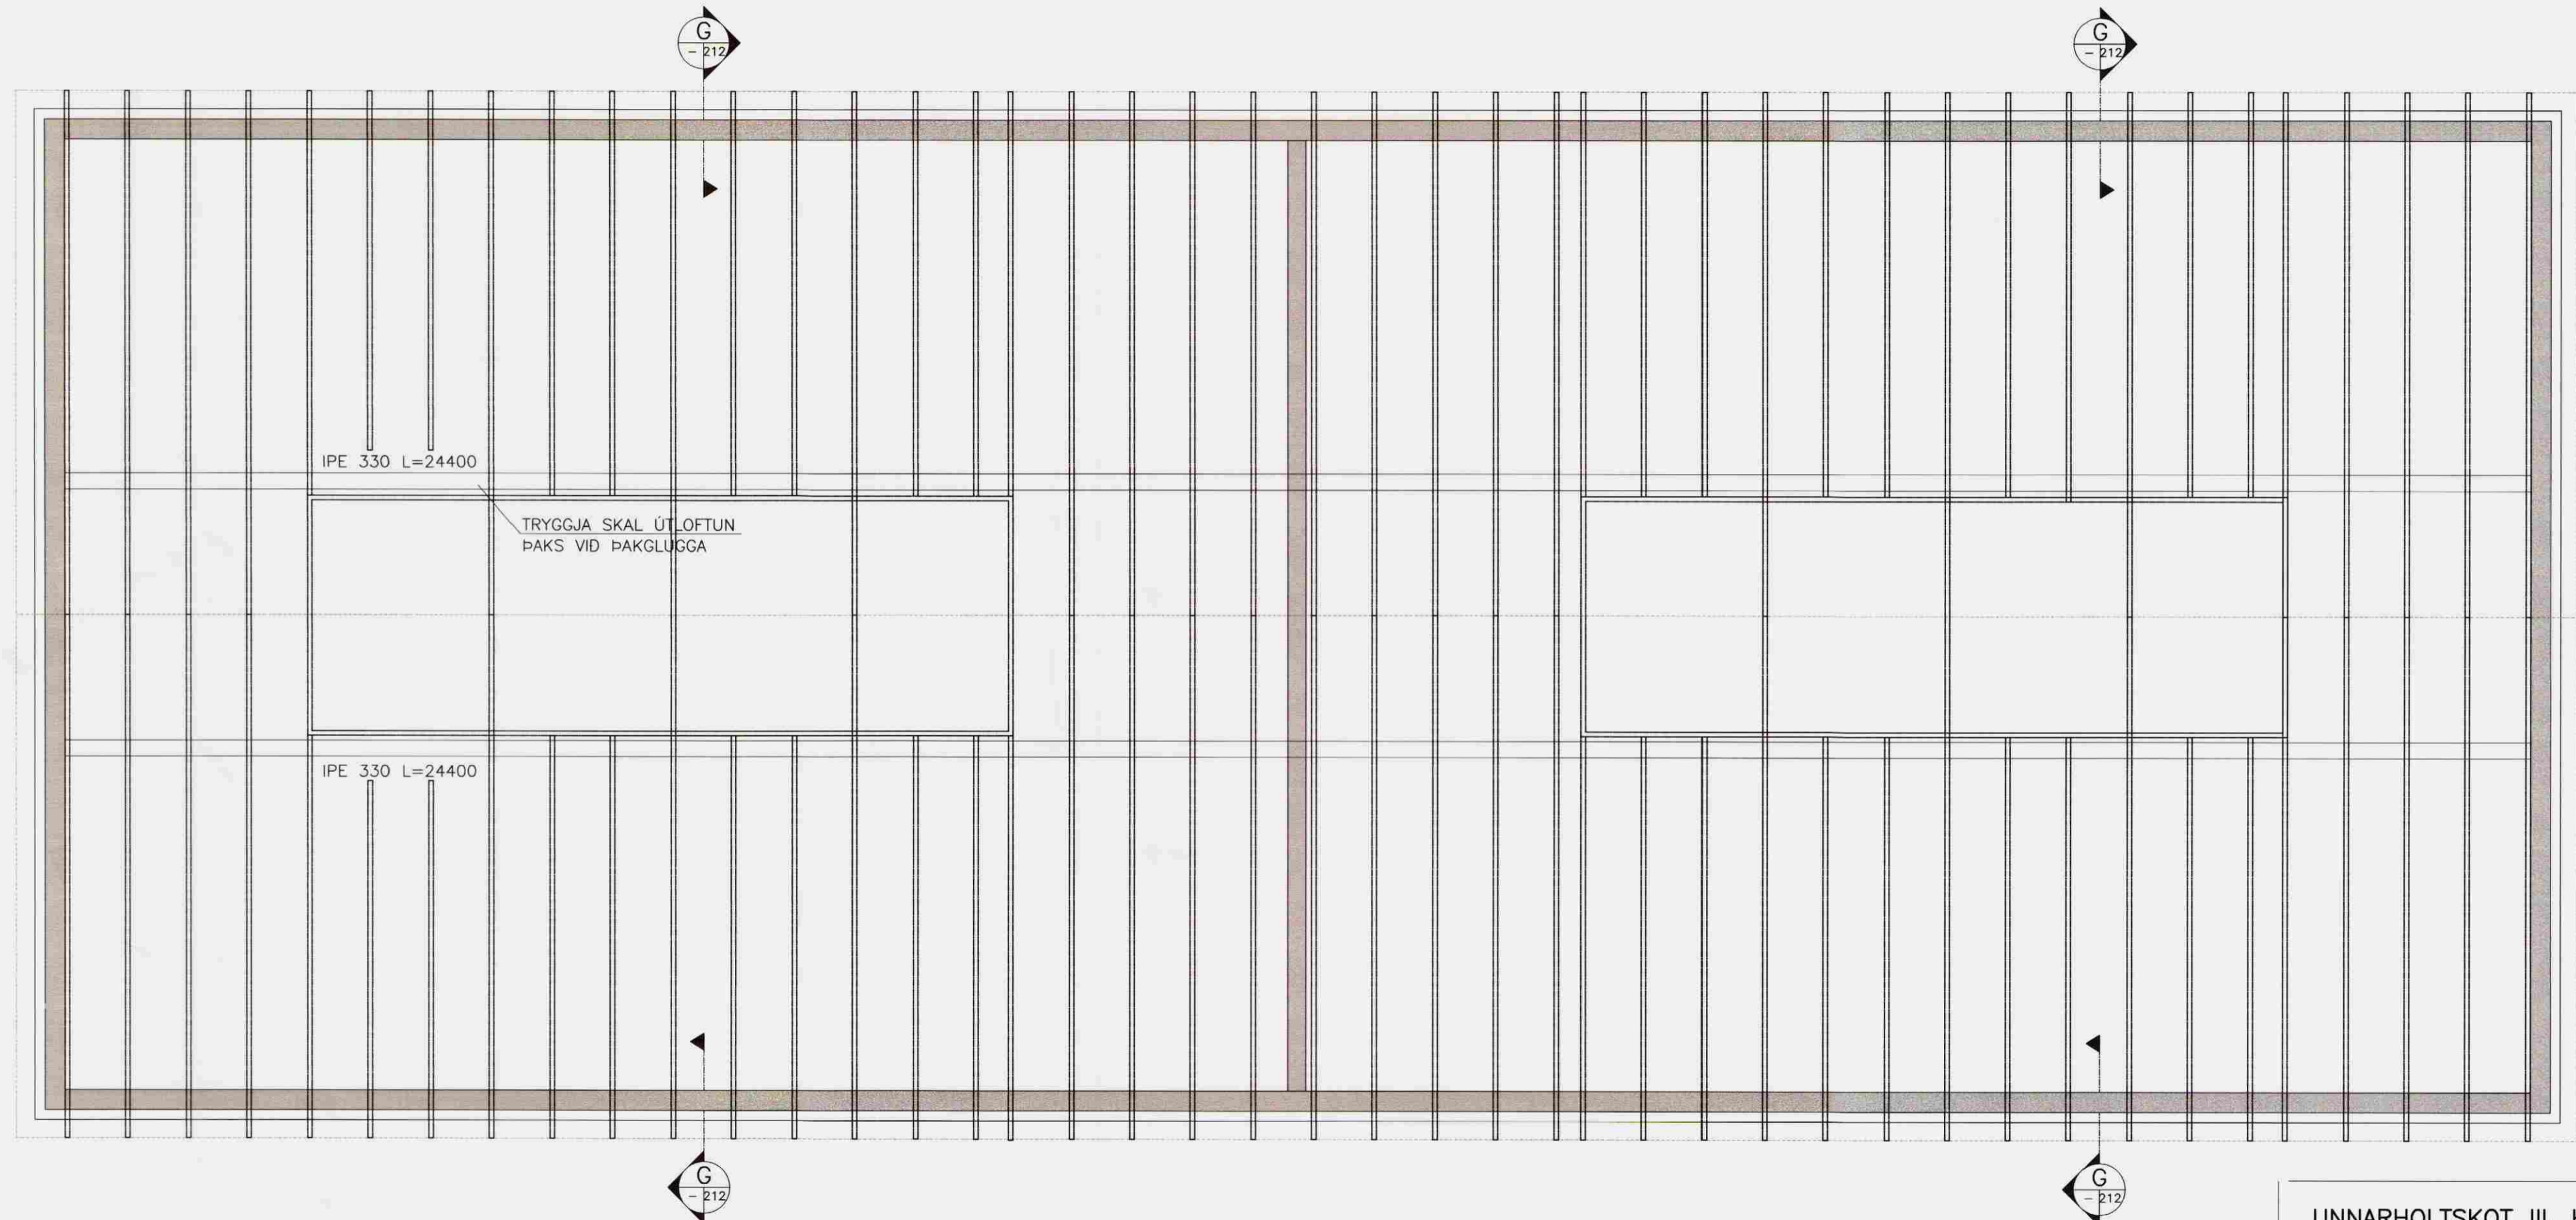 G
– 212
G
– 212
IPE 330 L=24400
TRYGGJA SKAL ÚTLOFTUN
ÞAKS VIÐ ÞAKGLUGGA
IPE 330 L=24400
G
– 212
G
– 212